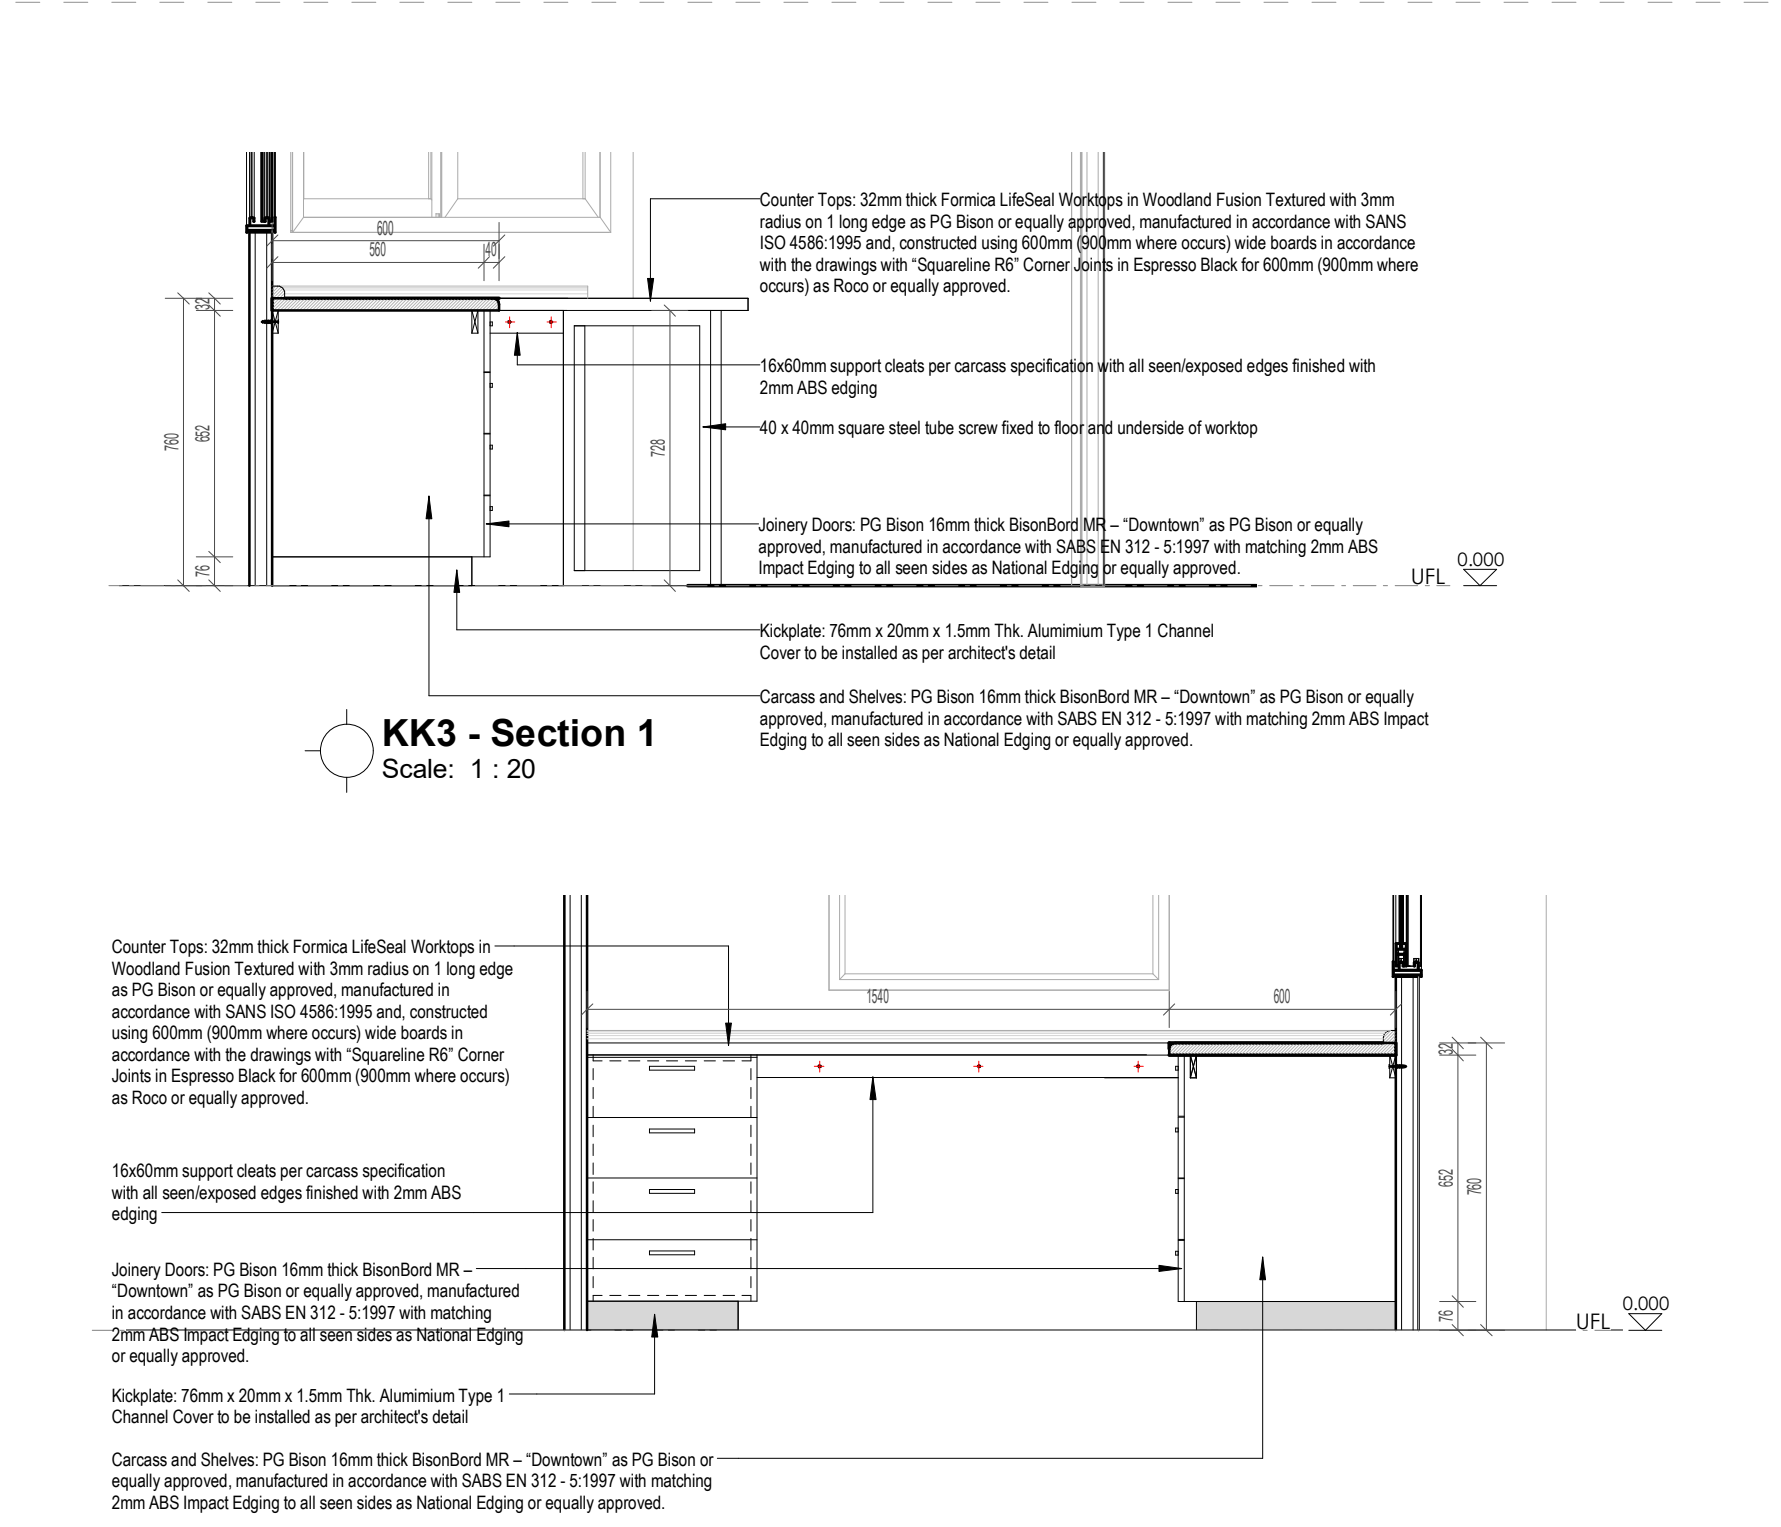 Counter Tops: 32mm thick Formica LifeSeal Worktops in Woodland Fusion Textured with 3mm
radius on 1 long edge as PG Bison or equally approved, manufactured in accordance with SANS
ISO 4586:1995 and, constructed using 600mm (900mm where occurs) wide boards in accordance
with the drawings with “Squareline R6” Corner Joints in Espresso Black for 600mm (900mm where
occurs) as Roco or equally approved.
600
560
40
32
16x60mm support cleats per carcass specification with all seen/exposed edges finished with
2mm ABS edging
40 x 40mm square steel tube screw fixed to floor and underside of worktop
760
652
728
Joinery Doors: PG Bison 16mm thick BisonBord MR – “Downtown” as PG Bison or equally
approved, manufactured in accordance with SABS EN 312 - 5:1997 with matching 2mm ABS
Impact Edging to all seen sides as National Edging or equally approved.
76
UFL
0.000
Kickplate: 76mm x 20mm x 1.5mm Thk. Alumimium Type 1 Channel
Cover to be installed as per architect's detail
Carcass and Shelves: PG Bison 16mm thick BisonBord MR – “Downtown” as PG Bison or equally
approved, manufactured in accordance with SABS EN 312 - 5:1997 with matching 2mm ABS Impact
Edging to all seen sides as National Edging or equally approved.
KK3 - Section 1
Scale: 1 : 20
Counter Tops: 32mm thick Formica LifeSeal Worktops in
Woodland Fusion Textured with 3mm radius on 1 long edge
as PG Bison or equally approved, manufactured in
accordance with SANS ISO 4586:1995 and, constructed
using 600mm (900mm where occurs) wide boards in
accordance with the drawings with “Squareline R6” Corner
Joints in Espresso Black for 600mm (900mm where occurs)
as Roco or equally approved.
1540
600
32
16x60mm support cleats per carcass specification
with all seen/exposed edges finished with 2mm ABS
edging
652
760
Joinery Doors: PG Bison 16mm thick BisonBord MR –
“Downtown” as PG Bison or equally approved, manufactured
in accordance with SABS EN 312 - 5:1997 with matching
2mm ABS Impact Edging to all seen sides as National Edging
or equally approved.
76
UFL
0.000
Kickplate: 76mm x 20mm x 1.5mm Thk. Alumimium Type 1
Channel Cover to be installed as per architect's detail
Carcass and Shelves: PG Bison 16mm thick BisonBord MR – “Downtown” as PG Bison or
equally approved, manufactured in accordance with SABS EN 312 - 5:1997 with matching
2mm ABS Impact Edging to all seen sides as National Edging or equally approved.